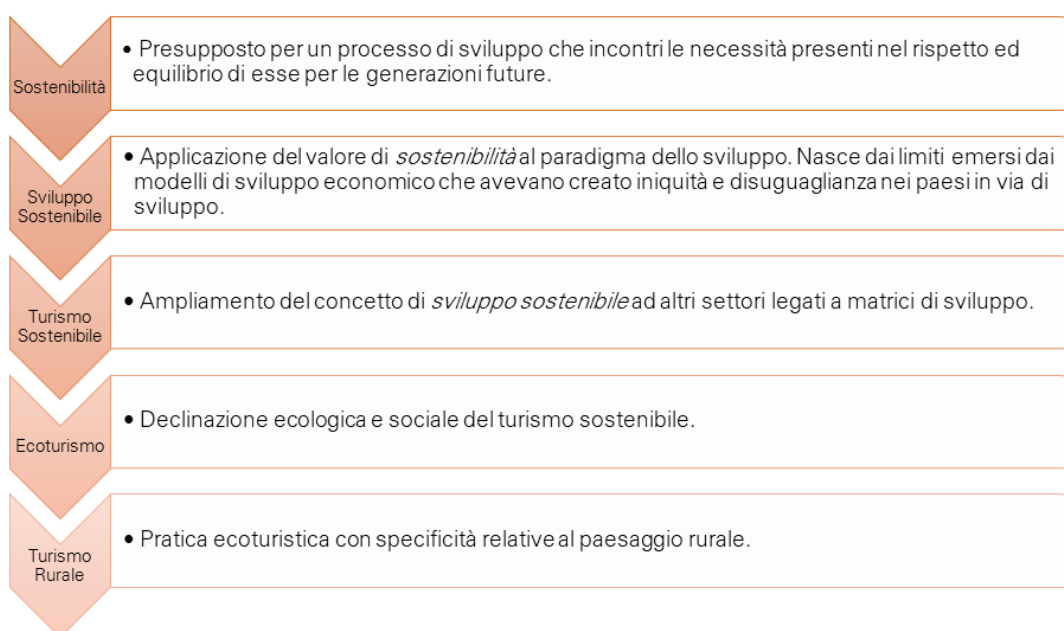 Sostenibilità
• Presupposto per un processo di sviluppo che incontri le necessità presenti nel rispetto ed
equilibrio di esse per le generazioni future.
Sviluppo
Sostenibile
• Applicazione del valore di sostenibilità al paradigma dello sviluppo. Nasce dai limiti emersi dai
modelli di sviluppo economico che avevano creato iniquità e disuguaglianza nei paesi in via di
sviluppo.
Turismo
Sostenibile
• Ampliamento del concetto di sviluppo sostenibile ad altri settori legati a matrici di sviluppo.
Ecoturismo
• Declinazione ecologica e sociale del turismo sostenibile.
Turismo
Rurale
• Pratica ecoturistica con specificità relative al paesaggio rurale.